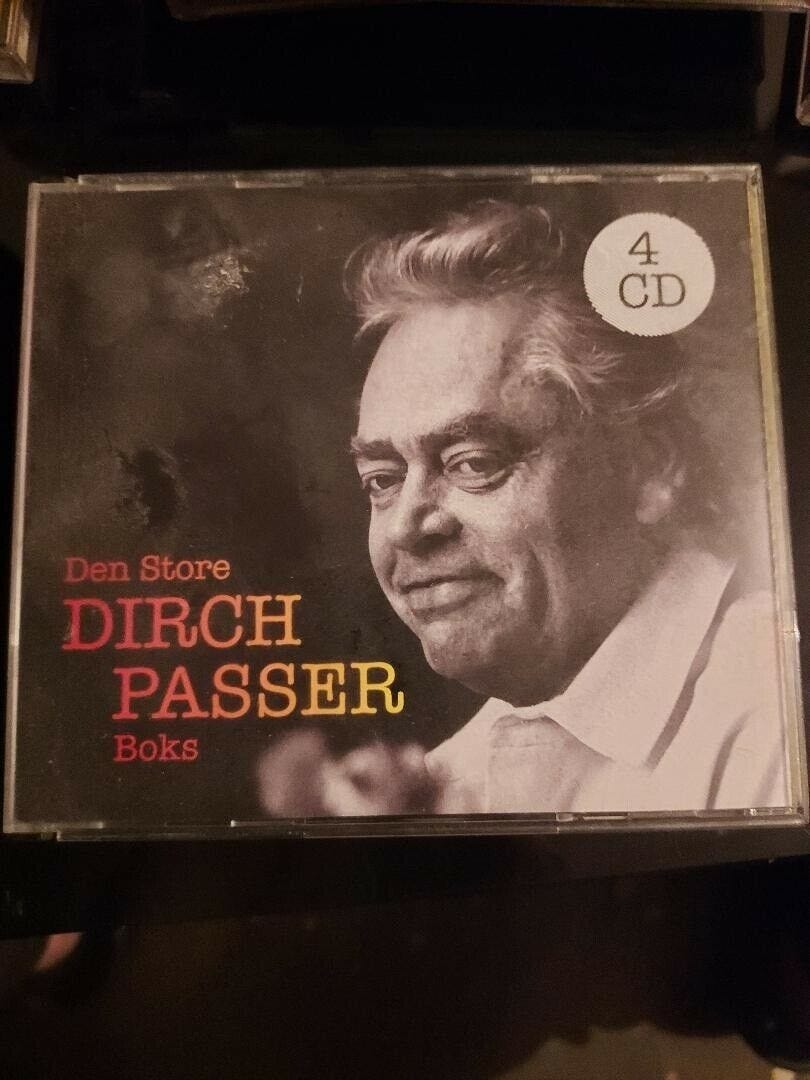 4
CD
Den Store
DIRCH
PASSER
Boks